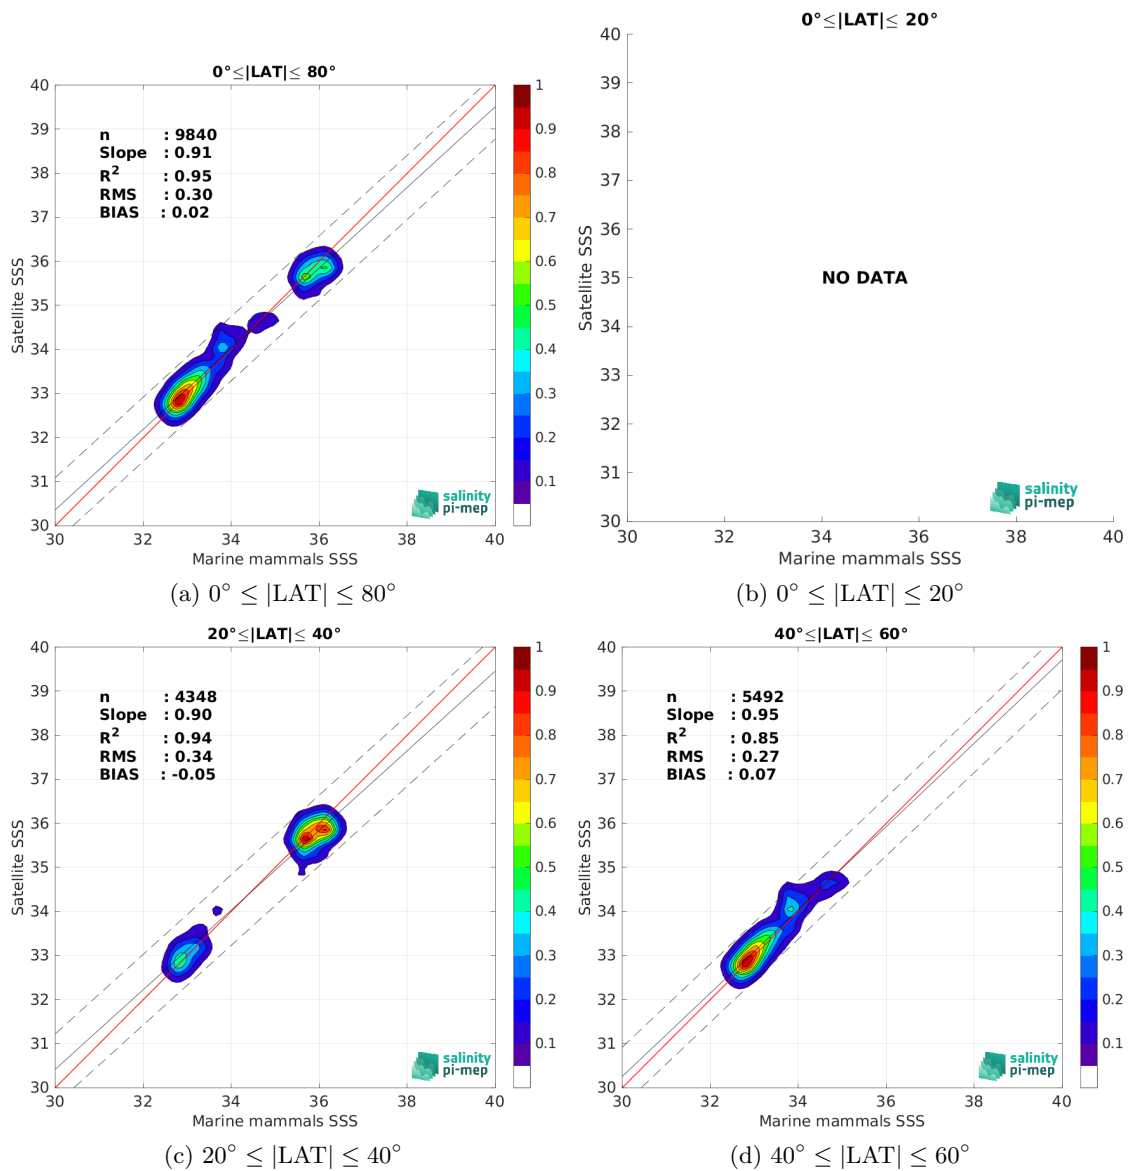 0°≤|LAT|≤ 80°
40
39
38
37
36
35
34
33
32
31
30
Satellite SSS
n : 9840
Slope : 0.91
R² : 0.95
RMS : 0.30
BIAS : 0.02
salinity
pi-mep
30 32 34 36 38 40
Marine mammals SSS
1
0.9
0.8
0.7
0.6
0.5
0.4
0.3
0.2
0.1
(a) 0° ≤ |LAT| ≤ 80°
0°≤|LAT|≤ 20°
40
39
38
37
36
35
34
33
32
31
30
Satellite SSS
NO DATA
salinity
pi-mep
30 32 34 36 38 40
Marine mammals SSS
(b) 0° ≤ |LAT| ≤ 20°
20°≤|LAT|≤ 40°
40
39
38
37
36
35
34
33
32
31
30
Satellite SSS
n : 4348
Slope : 0.90
R² : 0.94
RMS : 0.34
BIAS : -0.05
salinity
pi-mep
30 32 34 36 38 40
Marine mammals SSS
1
0.9
0.8
0.7
0.6
0.5
0.4
0.3
0.2
0.1
(c) 20° ≤ |LAT| ≤ 40°
40°≤|LAT|≤ 60°
40
39
38
37
36
35
34
33
32
31
30
Satellite SSS
n : 5492
Slope : 0.95
R² : 0.85
RMS : 0.27
BIAS : 0.07
salinity
pi-mep
30 32 34 36 38 40
Marine mammals SSS
1
0.9
0.8
0.7
0.6
0.5
0.4
0.3
0.2
0.1
(d) 40° ≤ |LAT| ≤ 60°